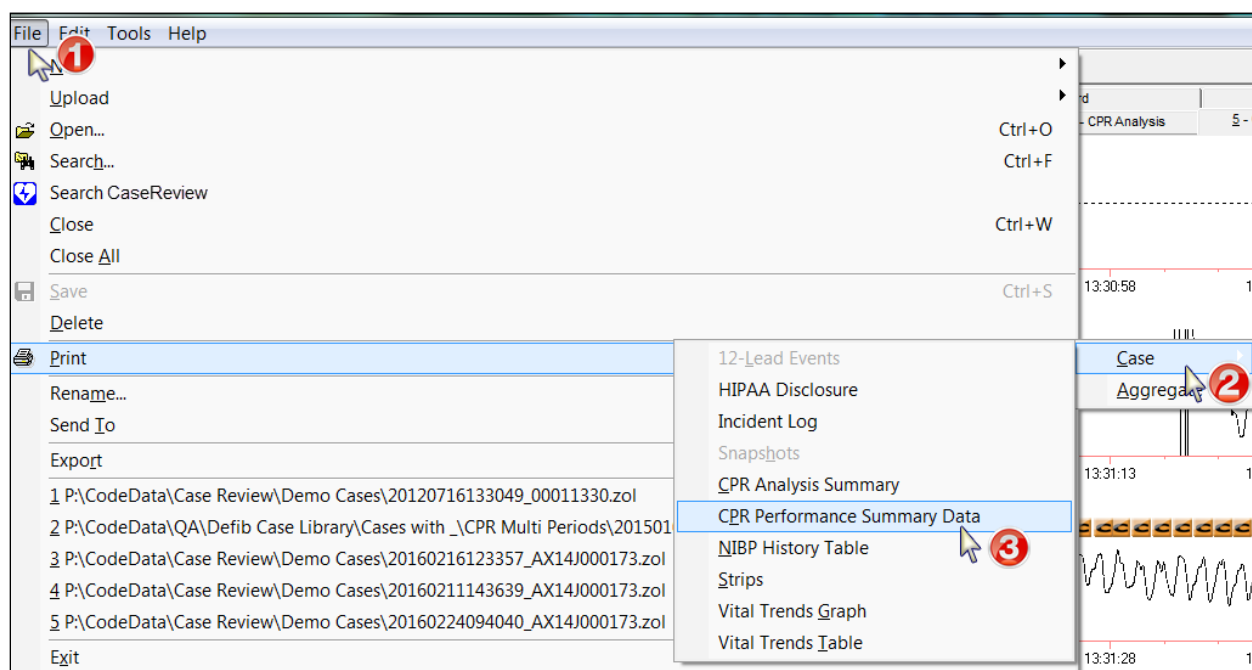 File Edit Tools Help
1
Upload
Open... Ctrl+O
Search... Ctrl+F
Search CaseReview
Close Ctrl+W
Close All
Save Ctrl+S
Delete
Print
Rename...
Send To
Export
1 P:\CodeData\Case Review\Demo Cases\20120716133049_00011330.zol
2 P:\CodeData\QA\Defib Case Library\Cases with _\CPR Multi Periods\201501
3 P:\CodeData\Case Review\Demo Cases\20160216123357_AX14J000173.zol
4 P:\CodeData\Case Review\Demo Cases\20160211143639_AX14J000173.zol
5 P:\CodeData\Case Review\Demo Cases\20160224094040_AX14J000173.zol
Exit
12-Lead Events
HIPAA Disclosure
Incident Log
Snapshots
CPR Analysis Summary
CPR Performance Summary Data
3
NIBP History Table
Strips
Vital Trends Graph
Vital Trends Table
Case
2
rd
- CPR Analysis 5 -
13:30:58 1
13:31:13 1
c c c c c c c c
13:31:28 1